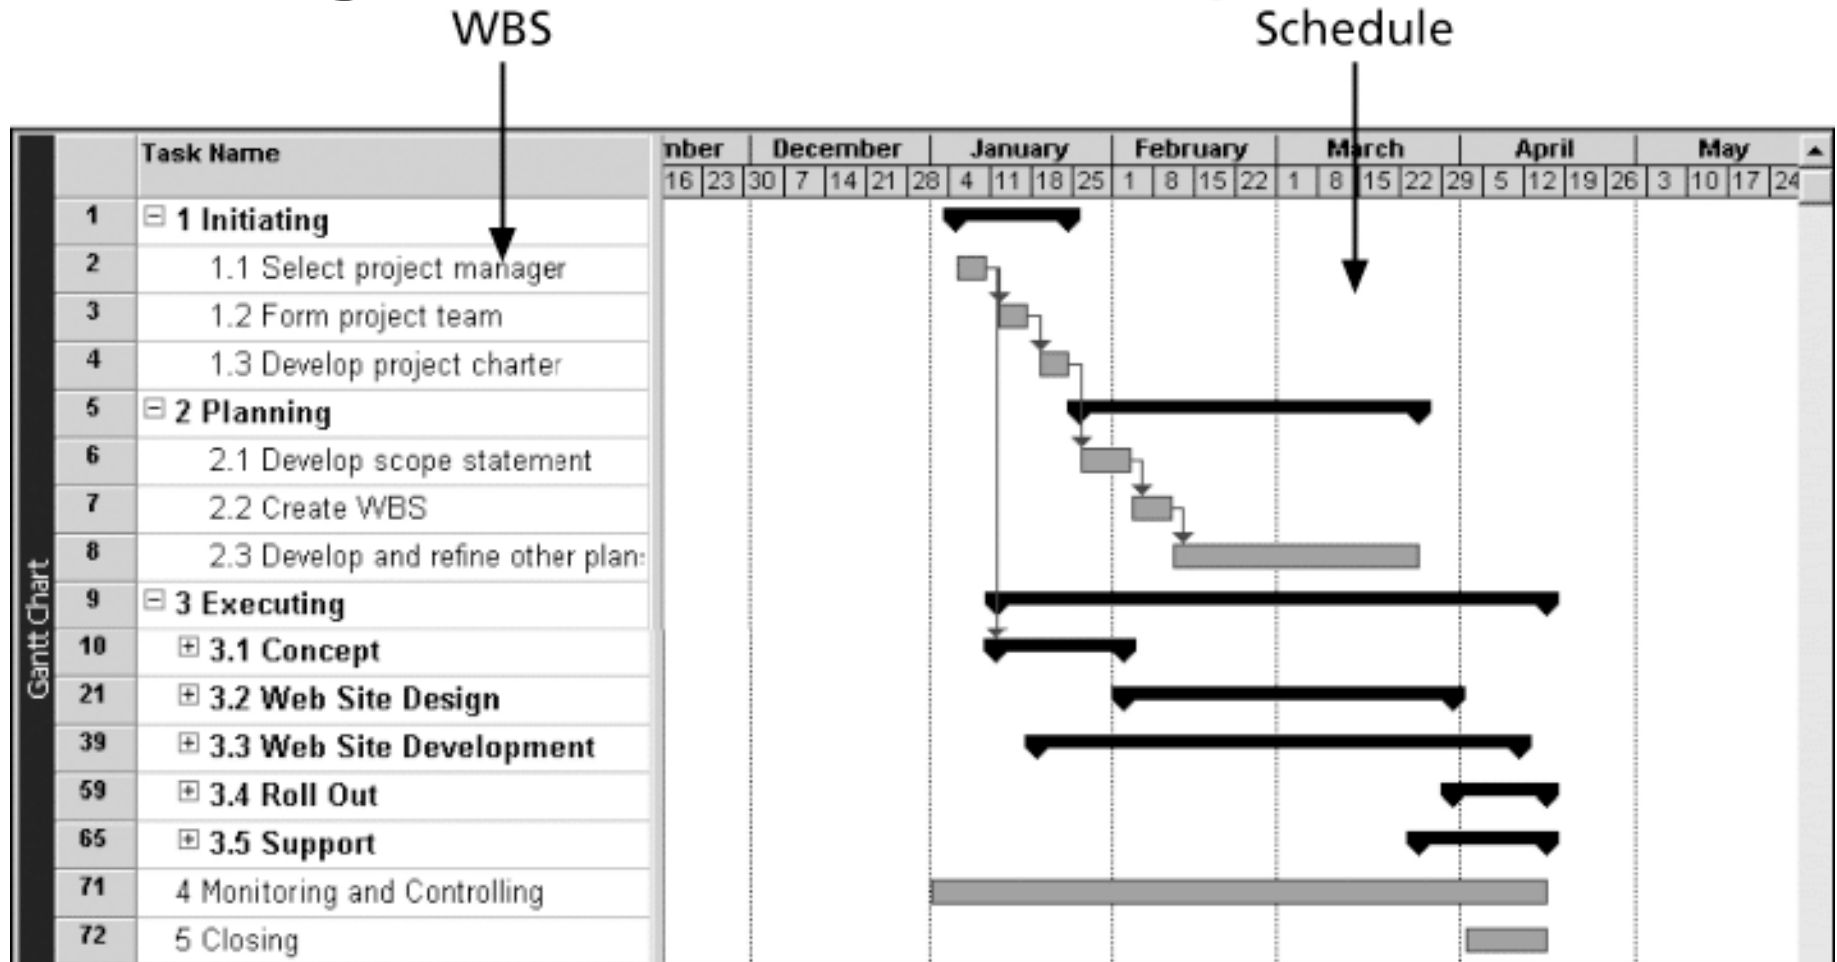 WBS Schedule
Task Name nber December January February March April May
16 23 30 7 14 21 28 4 11 18 25 1 8 15 22 1 8 15 22 29 5 12 19 26 3 10 17 24
1 1 Initiating
2 1.1 Select project manager
3 1.2 Form project team
4 1.3 Develop project charter
5 2 Planning
6 2.1 Develop scope statement
7 2.2 Create WBS
8 2.3 Develop and refine other plans
9 3 Executing
10 3.1 Concept
21 3.2 Web Site Design
39 3.3 Web Site Development
59 3.4 Roll Out
65 3.5 Support
71 4 Monitoring and Controlling
72 5 Closing
Gantt Chart